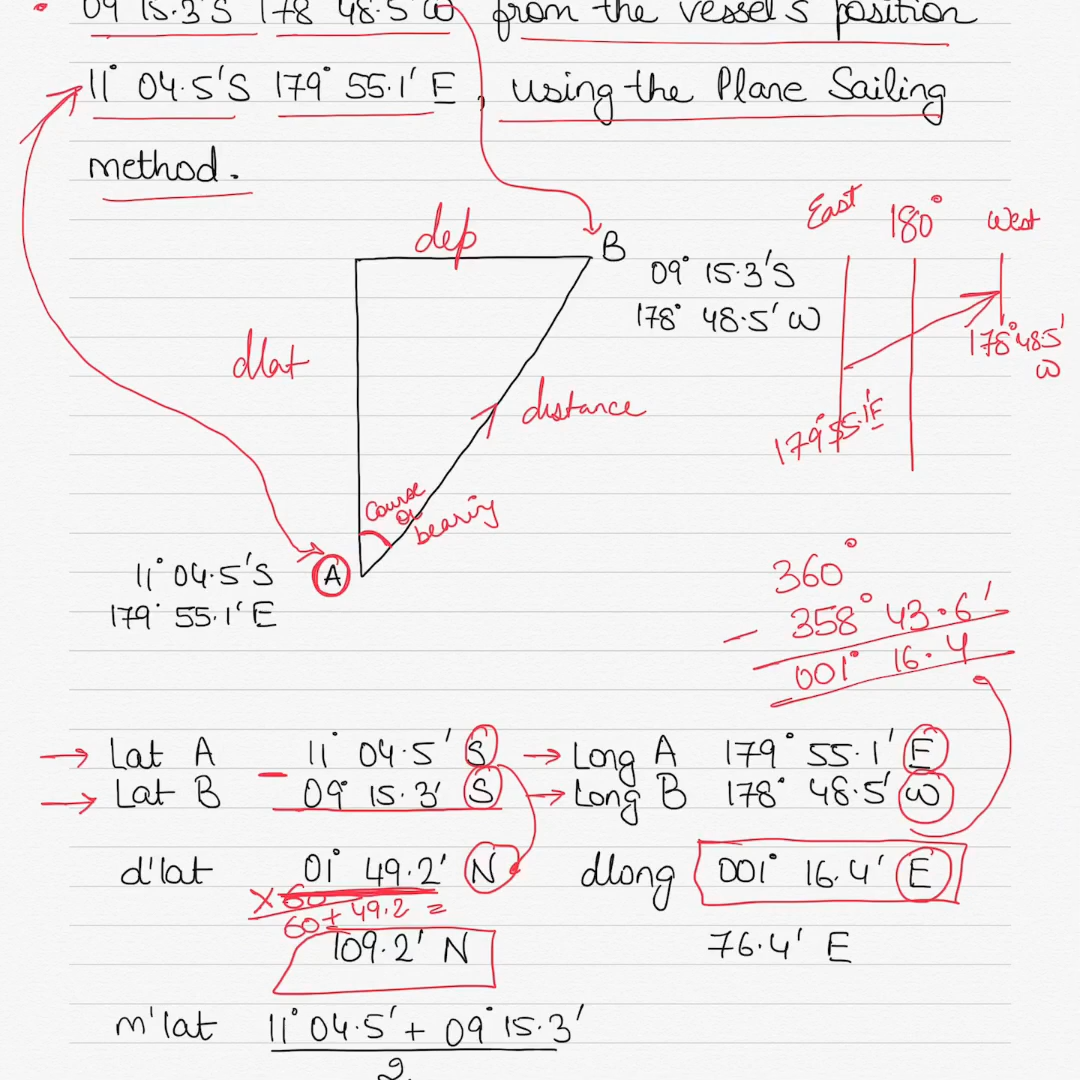 09° 15.3'S 178° 48.5'W from the vessel's position
11° 04.5'S 179° 55.1'E, using the Plane Sailing
method.
East 180° West
dep
B
09° 15.3'S
178° 48.5' W
dlat
distance
178°48.5'
W
179°55.1'E
Course
or
bearing
A
11° 04.5'S
179° 55.1' E
360°
- 358° 43.6'
001° 16.4
Lat A 11° 04.5' S
Lat B - 09° 15.3' S
d'lat 01° 49.2' N
X60
60+ 49.2 =
109.2' N
Long A 179° 55.1' E
Long B 178° 48.5' W
dlong 001° 16.4' E
76.4' E
m'lat 11° 04.5' + 09° 15.3'
2